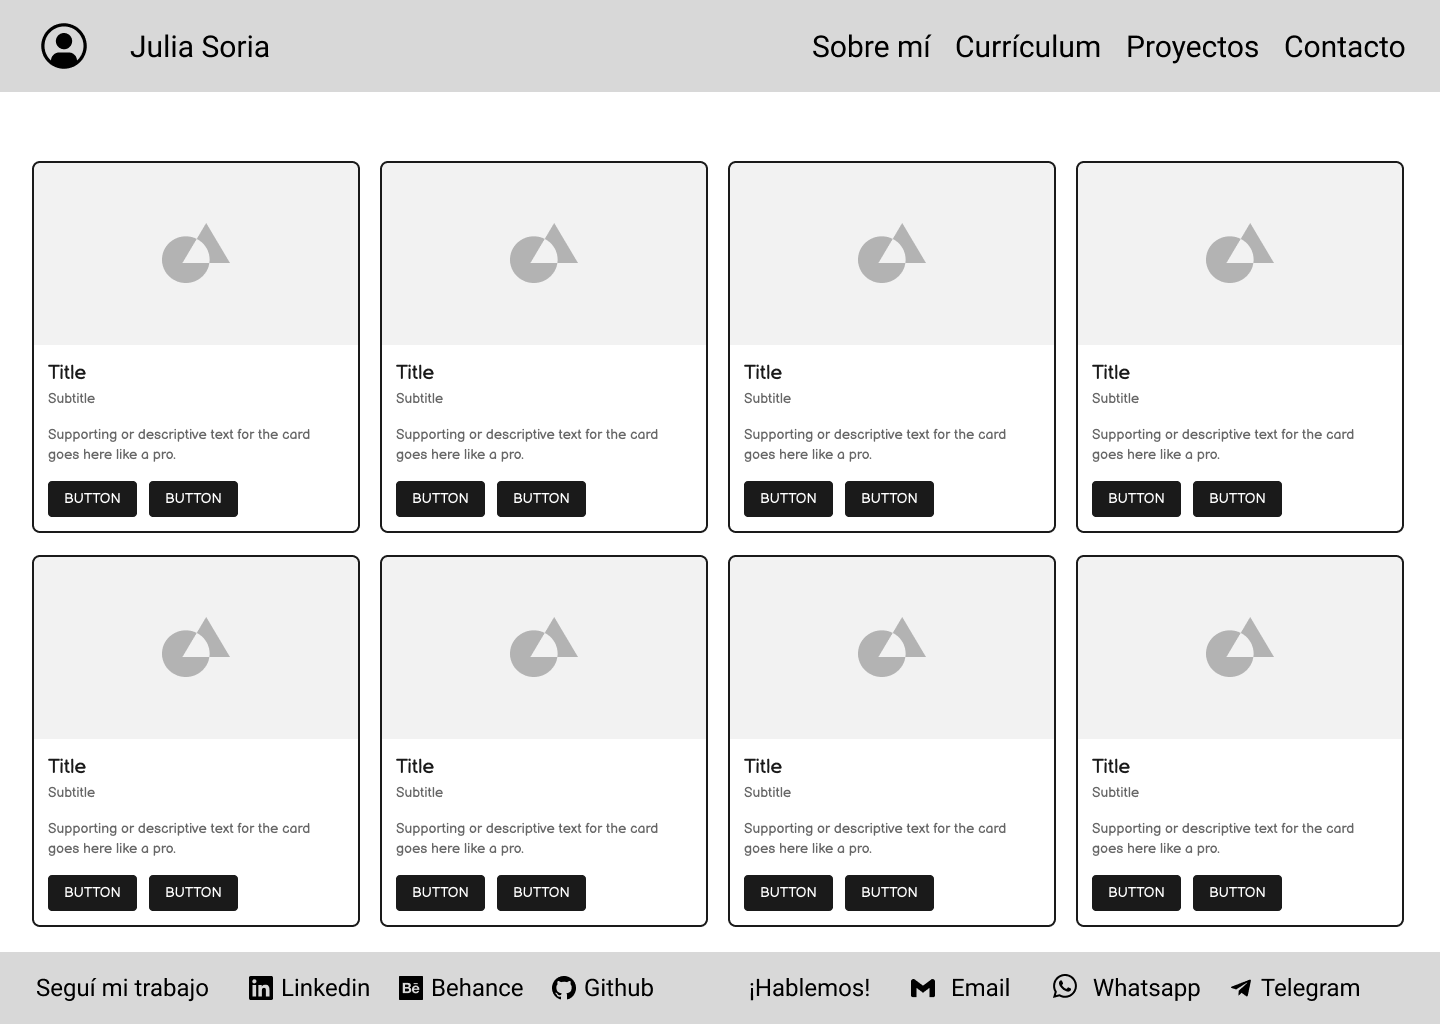 Julia Soria
Sobre mí Currículum Proyectos Contacto
Title
Subtitle
Supporting or descriptive text for the card
goes here like a pro.
BUTTON BUTTON
Title
Subtitle
Supporting or descriptive text for the card
goes here like a pro.
BUTTON BUTTON
Title
Subtitle
Supporting or descriptive text for the card
goes here like a pro.
BUTTON BUTTON
Title
Subtitle
Supporting or descriptive text for the card
goes here like a pro.
BUTTON BUTTON
Title
Subtitle
Supporting or descriptive text for the card
goes here like a pro.
BUTTON BUTTON
Title
Subtitle
Supporting or descriptive text for the card
goes here like a pro.
BUTTON BUTTON
Title
Subtitle
Supporting or descriptive text for the card
goes here like a pro.
BUTTON BUTTON
Title
Subtitle
Supporting or descriptive text for the card
goes here like a pro.
BUTTON BUTTON
Seguí mi trabajo in Linkedin Bē Behance Github ¡Hablemos! Email Whatsapp Telegram